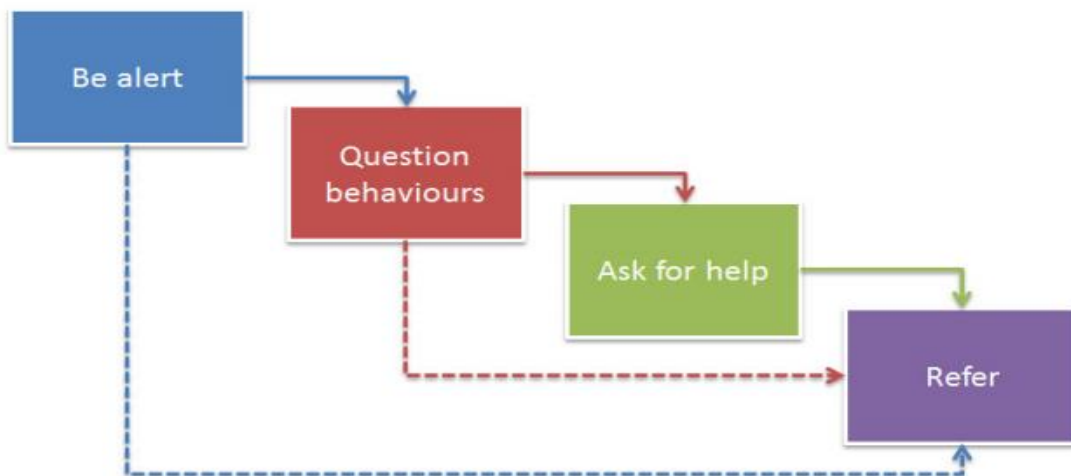 Be alert
Question
behaviours
Ask for help
Refer